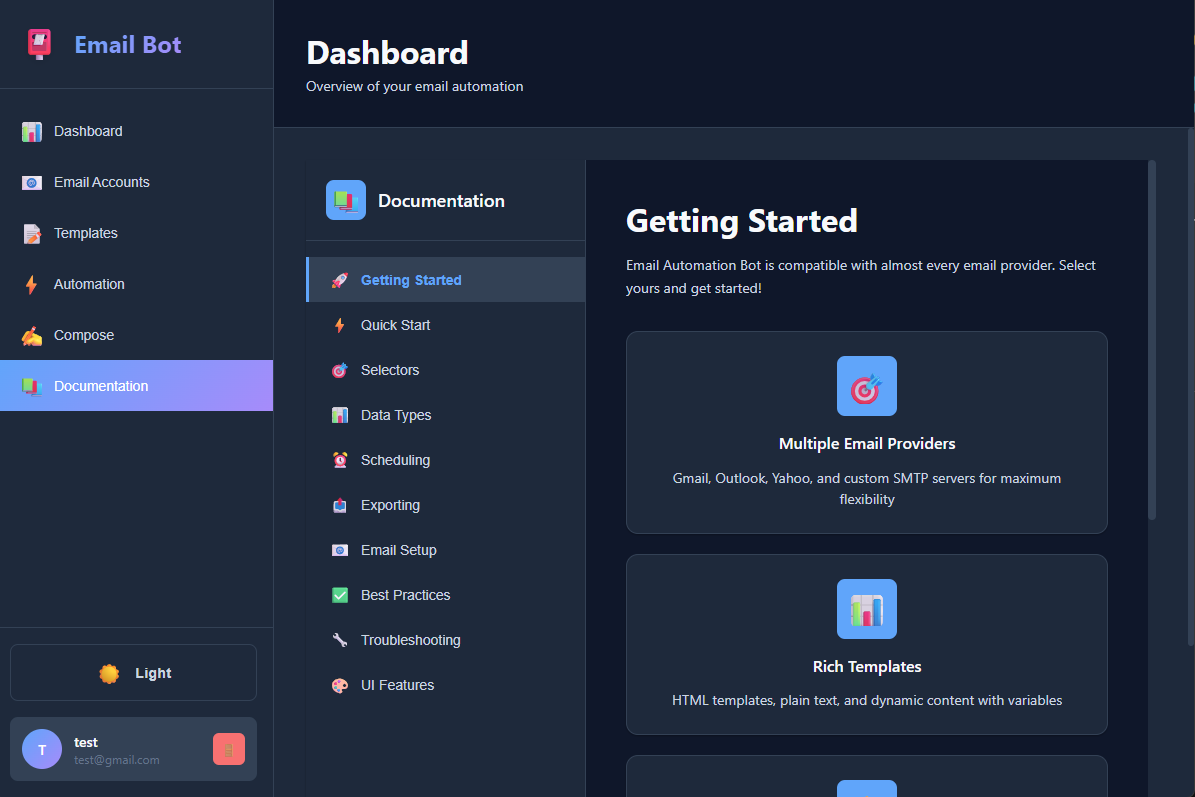 Email Bot
Dashboard
Email Accounts
Templates
Automation
Compose
Documentation
Light
T
test
test@gmail.com
Dashboard
Overview of your email automation
Documentation
Getting Started
Quick Start
Selectors
Data Types
Scheduling
Exporting
Email Setup
Best Practices
Troubleshooting
UI Features
Getting Started
Email Automation Bot is compatible with almost every email provider. Select
yours and get started!
Multiple Email Providers
Gmail, Outlook, Yahoo, and custom SMTP servers for maximum
flexibility
Rich Templates
HTML templates, plain text, and dynamic content with variables